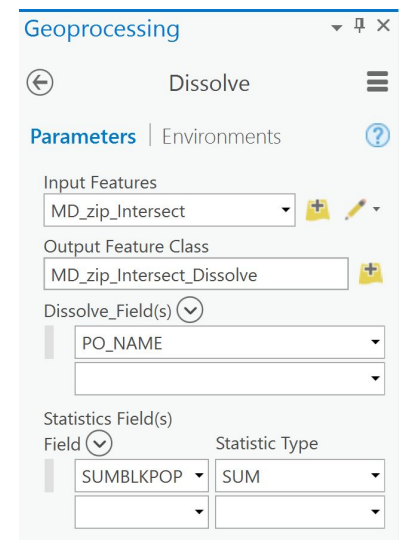 Geoprocessing
Dissolve
Parameters | Environments
?
Input Features
MD_zip_Intersect
Output Feature Class
MD_zip_Intersect_Dissolve
Dissolve_Field(s)
PO_NAME
Statistics Field(s)
Field Statistic Type
SUMBLKPOP SUM